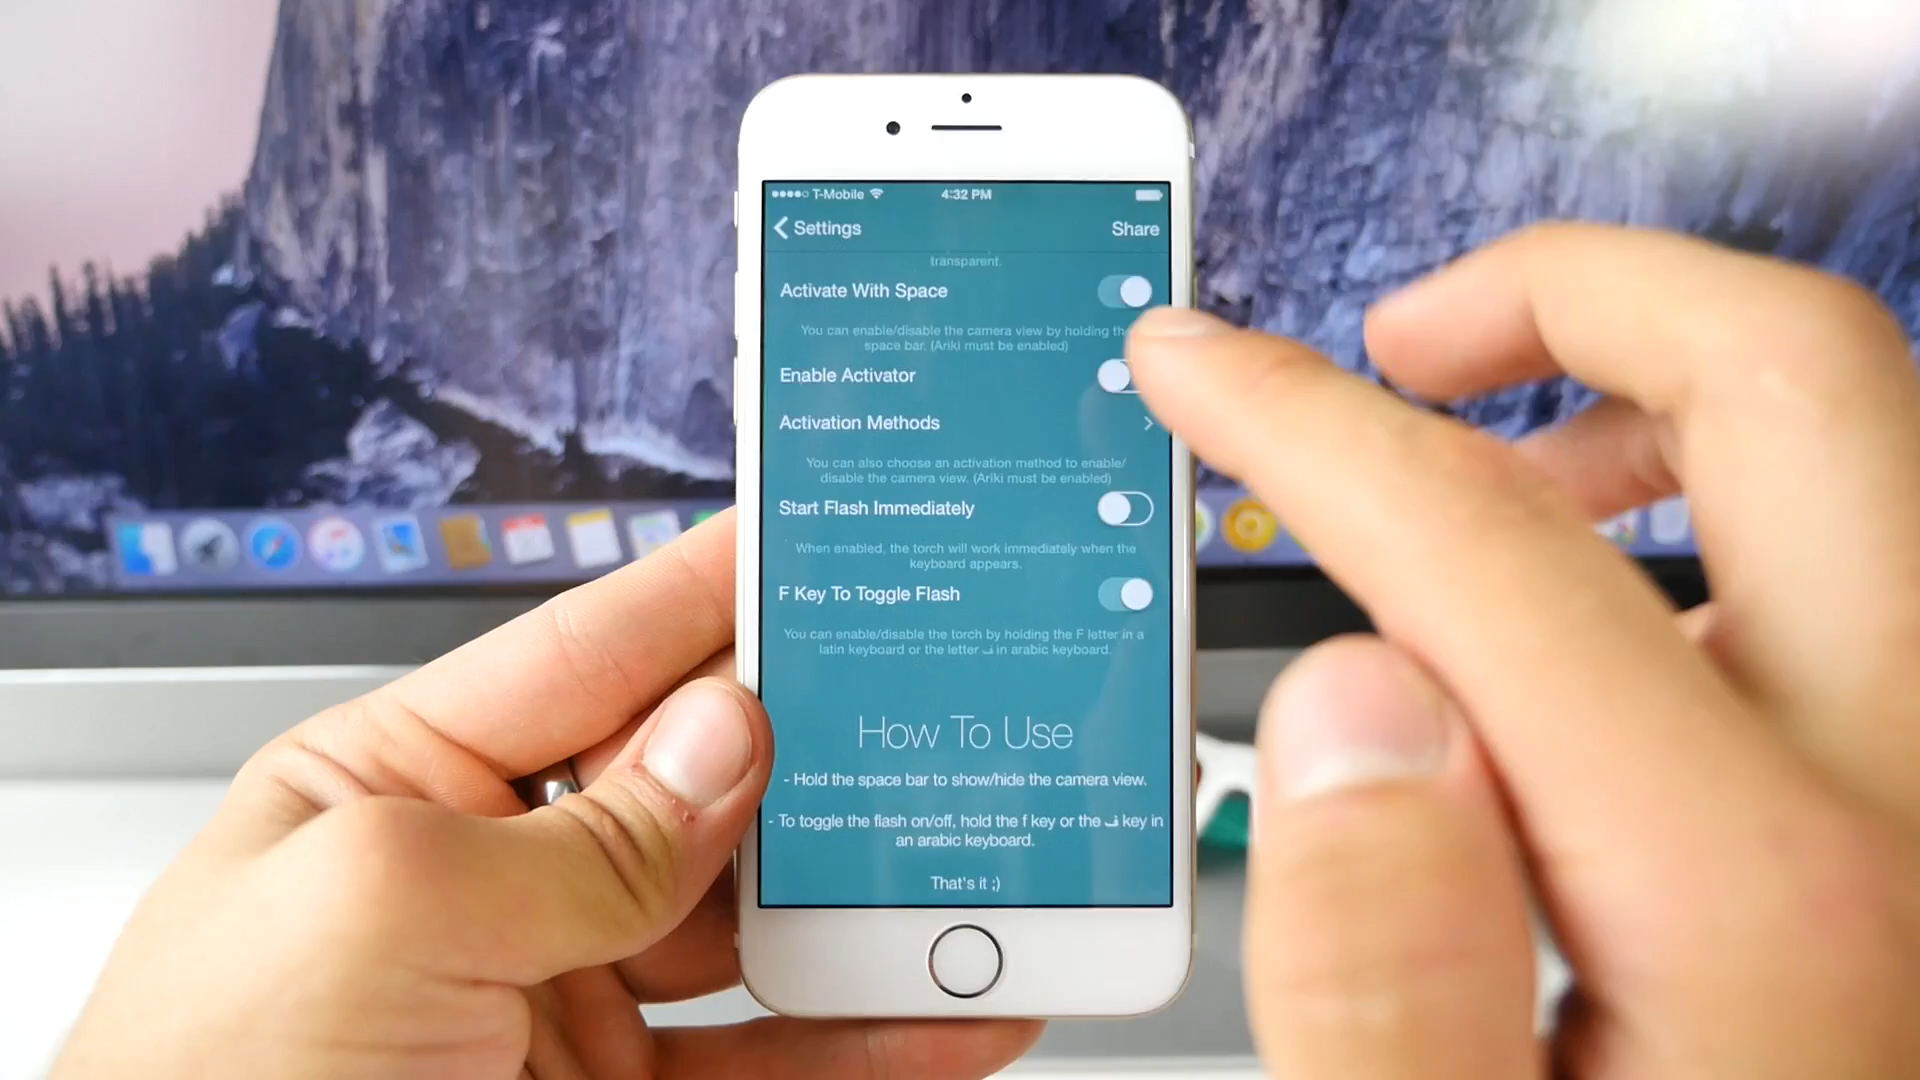 T-Mobile 4:32 PM
Settings Share
transparent.
Activate With Space
You can enable/disable the camera view by holding the
space bar. (Ariki must be enabled)
Enable Activator
Activation Methods
You can also choose an activation method to enable/
disable the camera view. (Ariki must be enabled)
Start Flash Immediately
When enabled, the torch will work immediately when the
keyboard appears.
F Key To Toggle Flash
You can enable/disable the torch by holding the F letter in a
latin keyboard or the letter ف in arabic keyboard.
How To Use
- Hold the space bar to show/hide the camera view.
- To toggle the flash on/off, hold the f key or the ف key in
an arabic keyboard.
That's it ;)